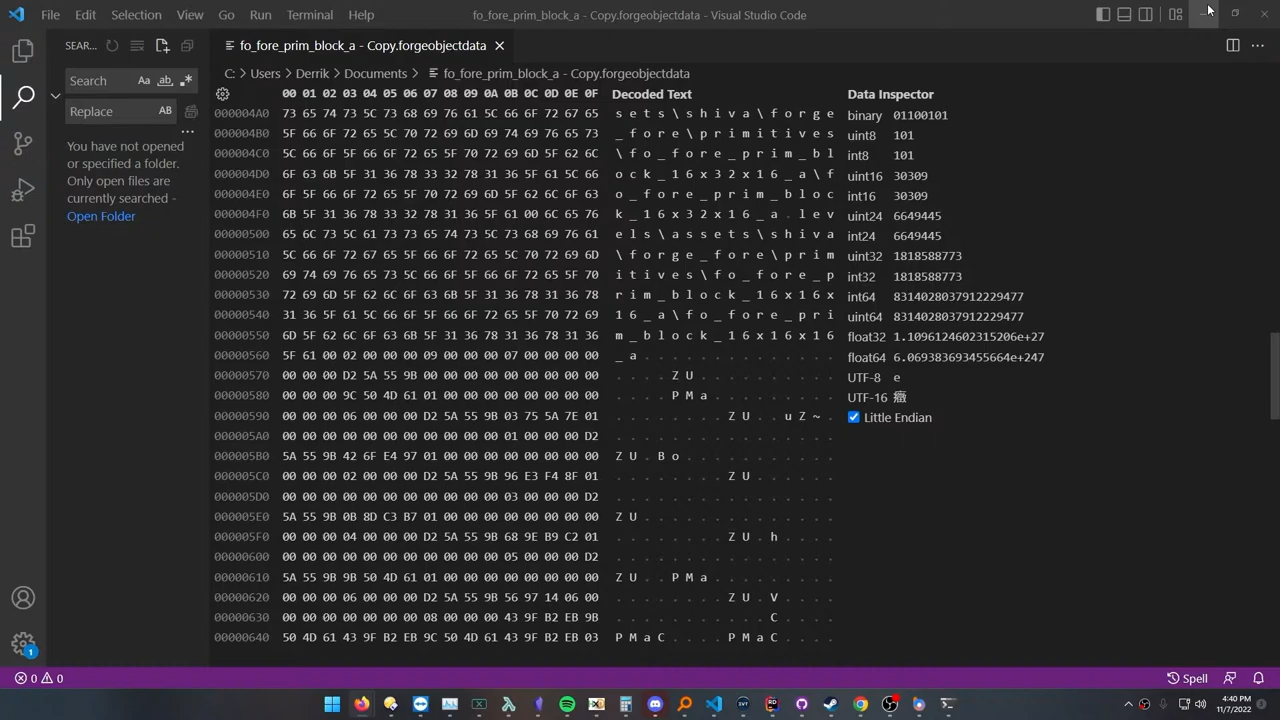 File Edit Selection View Go Run Terminal Help fo_fore_prim_block_a - Copy.forgeobjectdata - Visual Studio Code
SEAR... fo_fore_prim_block_a - Copy.forgeobjectdata
C: > Users > Derrik > Documents > fo_fore_prim_block_a - Copy.forgeobjectdata
Search Aa ab
Replace AB
You have not opened
or specified a folder.
Only open files are
currently searched -
Open Folder
00 01 02 03 04 05 06 07 08 09 0A 0B 0C 0D 0E 0F Decoded Text
000004A0 73 65 74 73 5C 73 68 69 76 61 5C 66 6F 72 67 65 s e t s \ s h i v a \ f o r g e
000004B0 5F 66 6F 72 65 5C 70 72 69 6D 69 74 69 76 65 73 _ f o r e \ p r i m i t i v e s
000004C0 5C 66 6F 5F 66 6F 72 65 5F 70 72 69 6D 5F 62 6C \ f o _ f o r e _ p r i m _ b l
000004D0 6F 63 6B 5F 31 36 78 33 32 78 31 36 5F 61 5C 66 o c k _ 1 6 x 3 2 x 1 6 _ a \ f
000004E0 6F 5F 66 6F 72 65 5F 70 72 69 6D 5F 62 6C 6F 63 o _ f o r e _ p r i m _ b l o c
000004F0 6B 5F 31 36 78 33 32 78 31 36 5F 61 00 6C 65 76 k _ 1 6 x 3 2 x 1 6 _ a . l e v
00000500 65 6C 73 5C 61 73 73 65 74 73 5C 73 68 69 76 61 e l s \ a s s e t s \ s h i v a
00000510 5C 66 6F 72 67 65 5F 66 6F 72 65 5C 70 72 69 6D \ f o r g e _ f o r e \ p r i m
00000520 69 74 69 76 65 73 5C 66 6F 5F 66 6F 72 65 5F 70 i t i v e s \ f o _ f o r e _ p
00000530 72 69 6D 5F 62 6C 6F 63 6B 5F 31 36 78 31 36 78 r i m _ b l o c k _ 1 6 x 1 6 x
00000540 31 36 5F 61 5C 66 6F 5F 66 6F 72 65 5F 70 72 69 1 6 _ a \ f o _ f o r e _ p r i
00000550 6D 5F 62 6C 6F 63 6B 5F 31 36 78 31 36 78 31 36 m _ b l o c k _ 1 6 x 1 6 x 1 6
00000560 5F 61 00 02 00 00 00 09 00 00 00 07 00 00 00 00 _ a . . . . . . . . . . . . . .
00000570 00 00 00 D2 5A 55 9B 00 00 00 00 00 00 00 00 00 . . . . Z U . . . . . . . . . .
00000580 00 00 00 9C 50 4D 61 01 00 00 00 00 00 00 00 00 . . . . P M a . . . . . . . . .
00000590 00 00 00 06 00 00 00 D2 5A 55 9B 03 75 5A 7E 01 . . . . . . . . Z U . . u Z ~ .
000005A0 00 00 00 00 00 00 00 00 00 00 00 01 00 00 00 D2 . . . . . . . . . . . . . . . .
000005B0 5A 55 9B 42 6F E4 97 01 00 00 00 00 00 00 00 00 Z U . B o . . . . . . . . . . .
000005C0 00 00 00 02 00 00 00 D2 5A 55 9B 96 E3 F4 8F 01 . . . . . . . . Z U . . . . . .
000005D0 00 00 00 00 00 00 00 00 00 00 00 03 00 00 00 D2 . . . . . . . . . . . . . . . .
000005E0 5A 55 9B 0B 8D C3 B7 01 00 00 00 00 00 00 00 00 Z U . . . . . . . . . . . . . .
000005F0 00 00 00 04 00 00 00 D2 5A 55 9B 68 9E B9 C2 01 . . . . . . . . Z U . h . . . .
00000600 00 00 00 00 00 00 00 00 00 00 00 05 00 00 00 D2 . . . . . . . . . . . . . . . .
00000610 5A 55 9B 9B 50 4D 61 01 00 00 00 00 00 00 00 00 Z U . . P M a . . . . . . . . .
00000620 00 00 00 06 00 00 00 D2 5A 55 9B 56 97 14 06 00 . . . . . . . . Z U . V . . . .
00000630 00 00 00 00 00 00 00 08 00 00 00 43 9F B2 EB 9B . . . . . . . . . . . C . . . .
00000640 50 4D 61 43 9F B2 EB 9C 50 4D 61 43 9F B2 EB 03 P M a C . . . . P M a C . . . .
Data Inspector
binary 01100101
uint8 101
int8 101
uint16 30309
int16 30309
uint24 6649445
int24 6649445
uint32 1818588773
int32 1818588773
int64 8314028037912229477
uint64 8314028037912229477
float32 1.1096124602315206e+27
float64 6.069383693455664e+247
UTF-8 e
UTF-16 癥
Little Endian
1
0 0 Spell
4:40 PM
11/7/2022